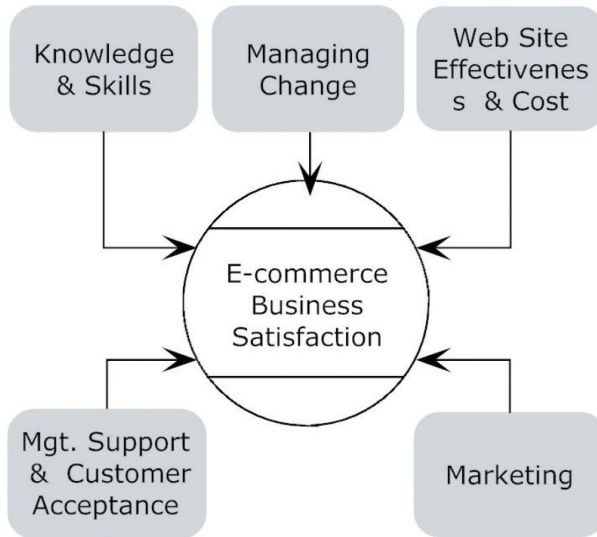 Knowledge
& Skills
Managing
Change
Web Site
Effectivenes
s & Cost
E-commerce
Business
Satisfaction
Mgt. Support
& Customer
Acceptance
Marketing